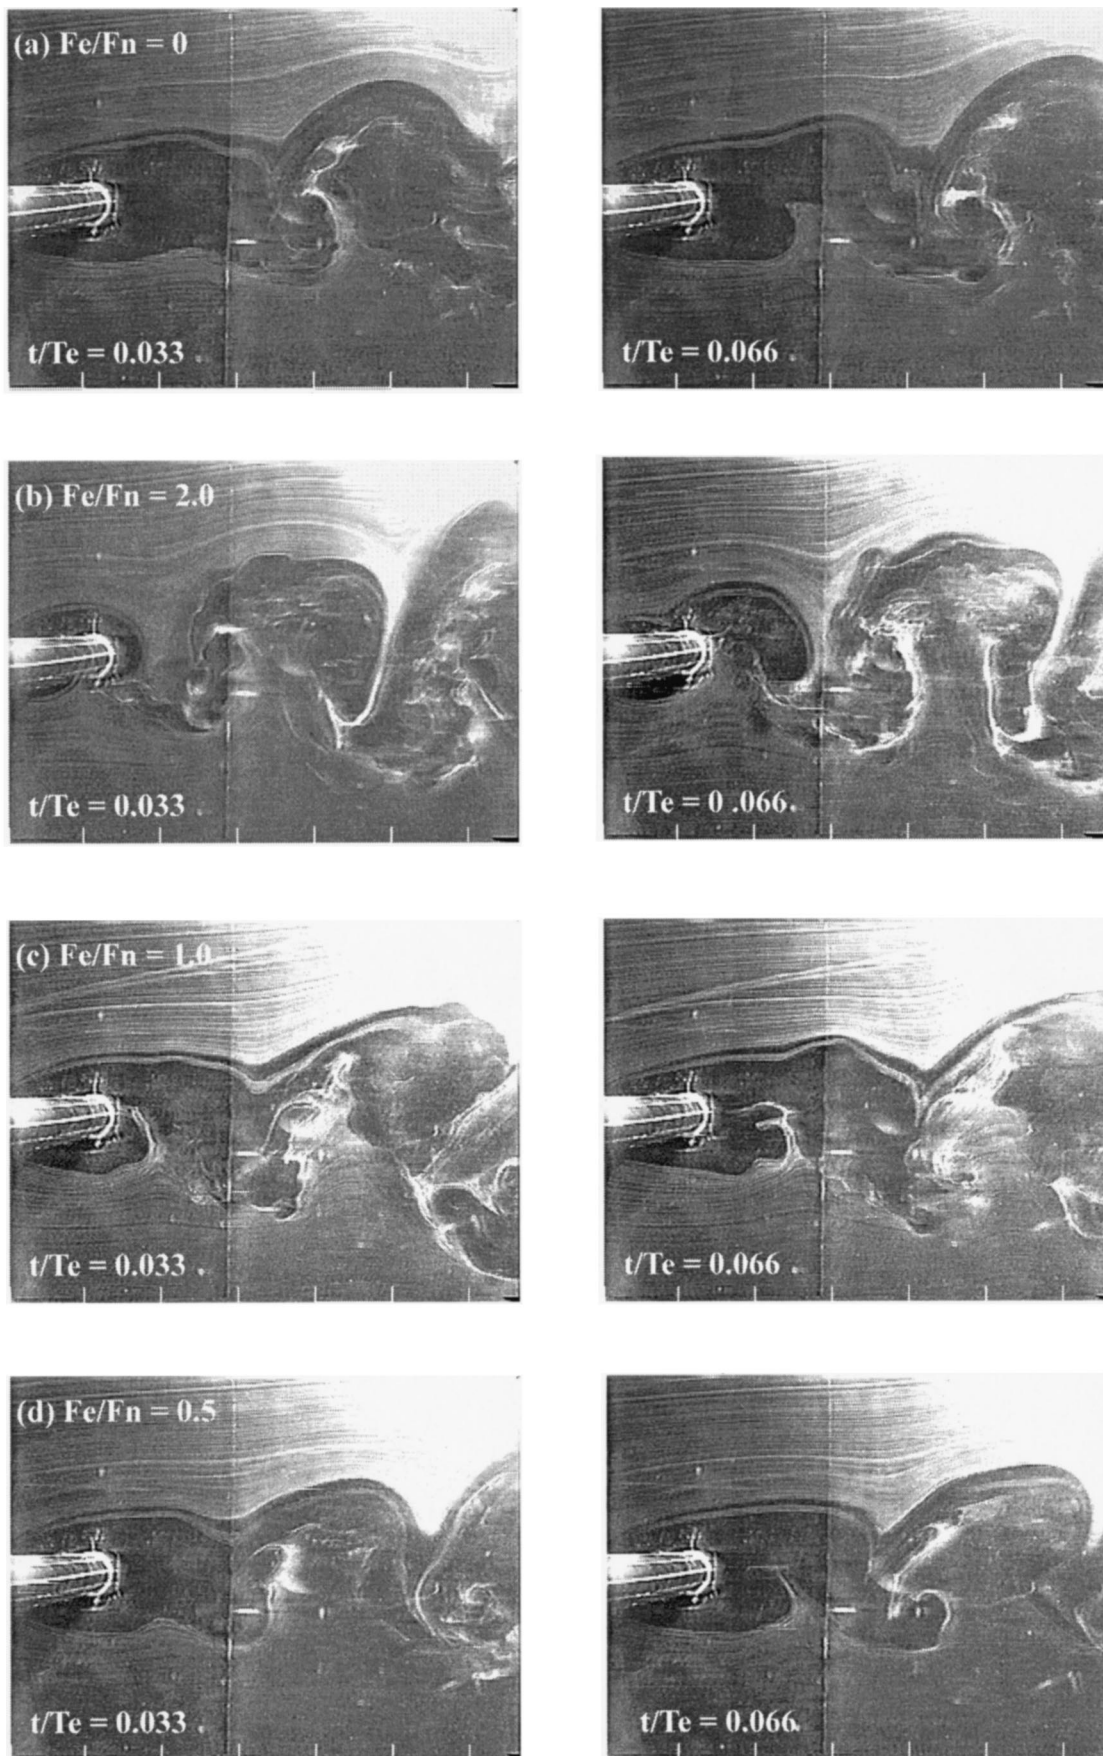 (a) Fe/Fn = 0
t/Te = 0.033
t/Te = 0.066
(b) Fe/Fn = 2.0
t/Te = 0.033
t/Te = 0 .066
(c) Fe/Fn = 1.0
t/Te = 0.033
t/Te = 0.066
(d) Fe/Fn = 0.5
t/Te = 0.033
t/Te = 0.066